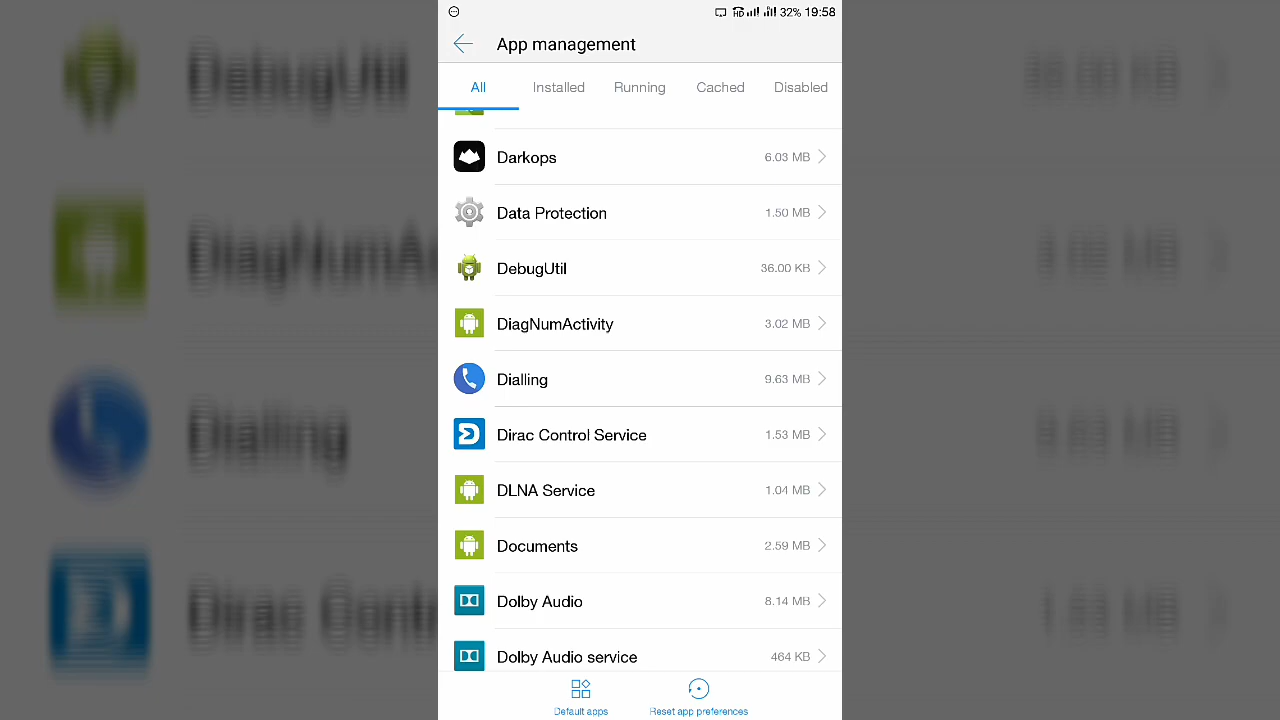 HD 32% 19:58
App management
All Installed Running Cached Disabled
Darkops 6.03 MB
Data Protection 1.50 MB
DebugUtil 36.00 KB
DiagNumActivity 3.02 MB
Dialling 9.63 MB
Dirac Control Service 1.53 MB
DLNA Service 1.04 MB
Documents 2.59 MB
Dolby Audio 8.14 MB
Dolby Audio service 464 KB
Default apps Reset app preferences